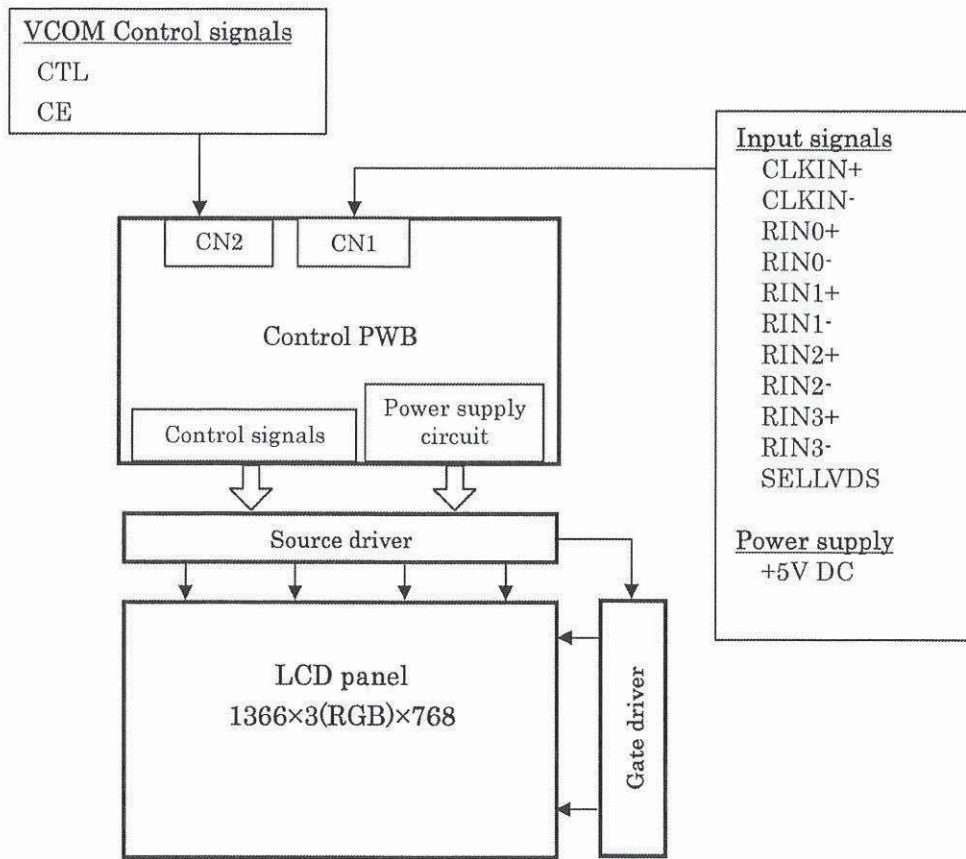 VCOM Control signals
CTL
CE
Input signals
CLKIN+
CLKIN-
RIN0+
RIN0-
RIN1+
RIN1-
RIN2+
RIN2-
RIN3+
RIN3-
SELLVDS
Power supply
+5V DC
CN2
CN1
Control PWB
Control signals
Power supply
circuit
Source driver
LCD panel
1366×3(RGB)×768
Gate driver